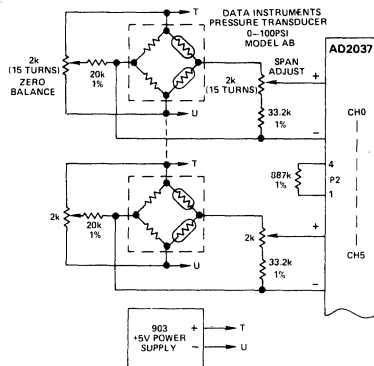 T
DATA INSTRUMENTS
PRESSURE TRANSDUCER
0-100PSI
MODEL AB
AD2037
2k
(15 TURNS)
ZERO
BALANCE
20k
1%
2k
(15 TURNS)
SPAN
ADJUST
+
CH0
33.2k
1%
U
−
T
887k
1%
4
P2
1
2k
20k
1%
2k
+
CH5
33.2k
1%
U
−
903
+5V POWER
SUPPLY
+
T
−
U